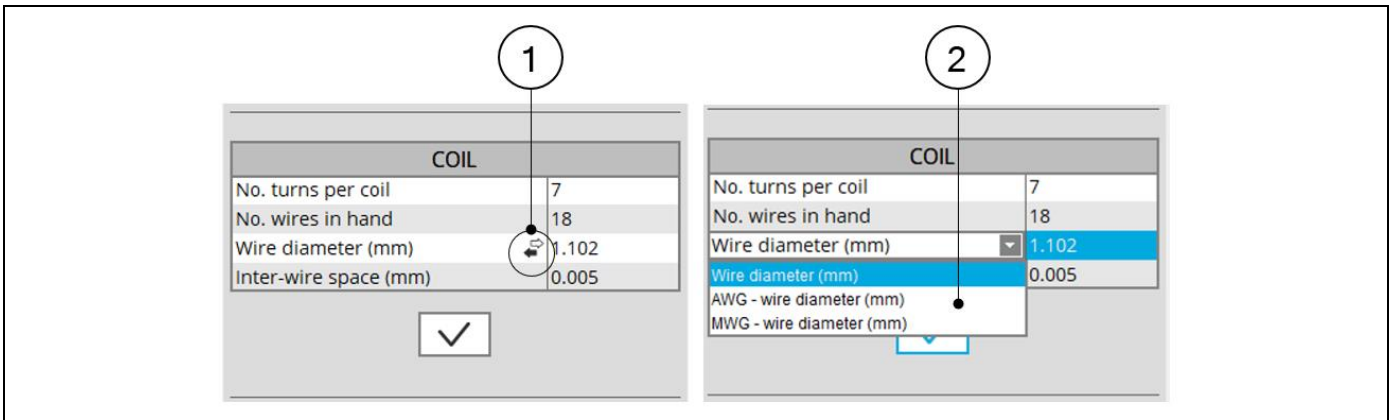 1
COIL
No. turns per coil 7
No. wires in hand 18
Wire diameter (mm) 1.102
Inter-wire space (mm) 0.005
2
COIL
No. turns per coil 7
No. wires in hand 18
Wire diameter (mm) 1.102
Wire diameter (mm) 0.005
AWG - wire diameter (mm)
MWG - wire diameter (mm)